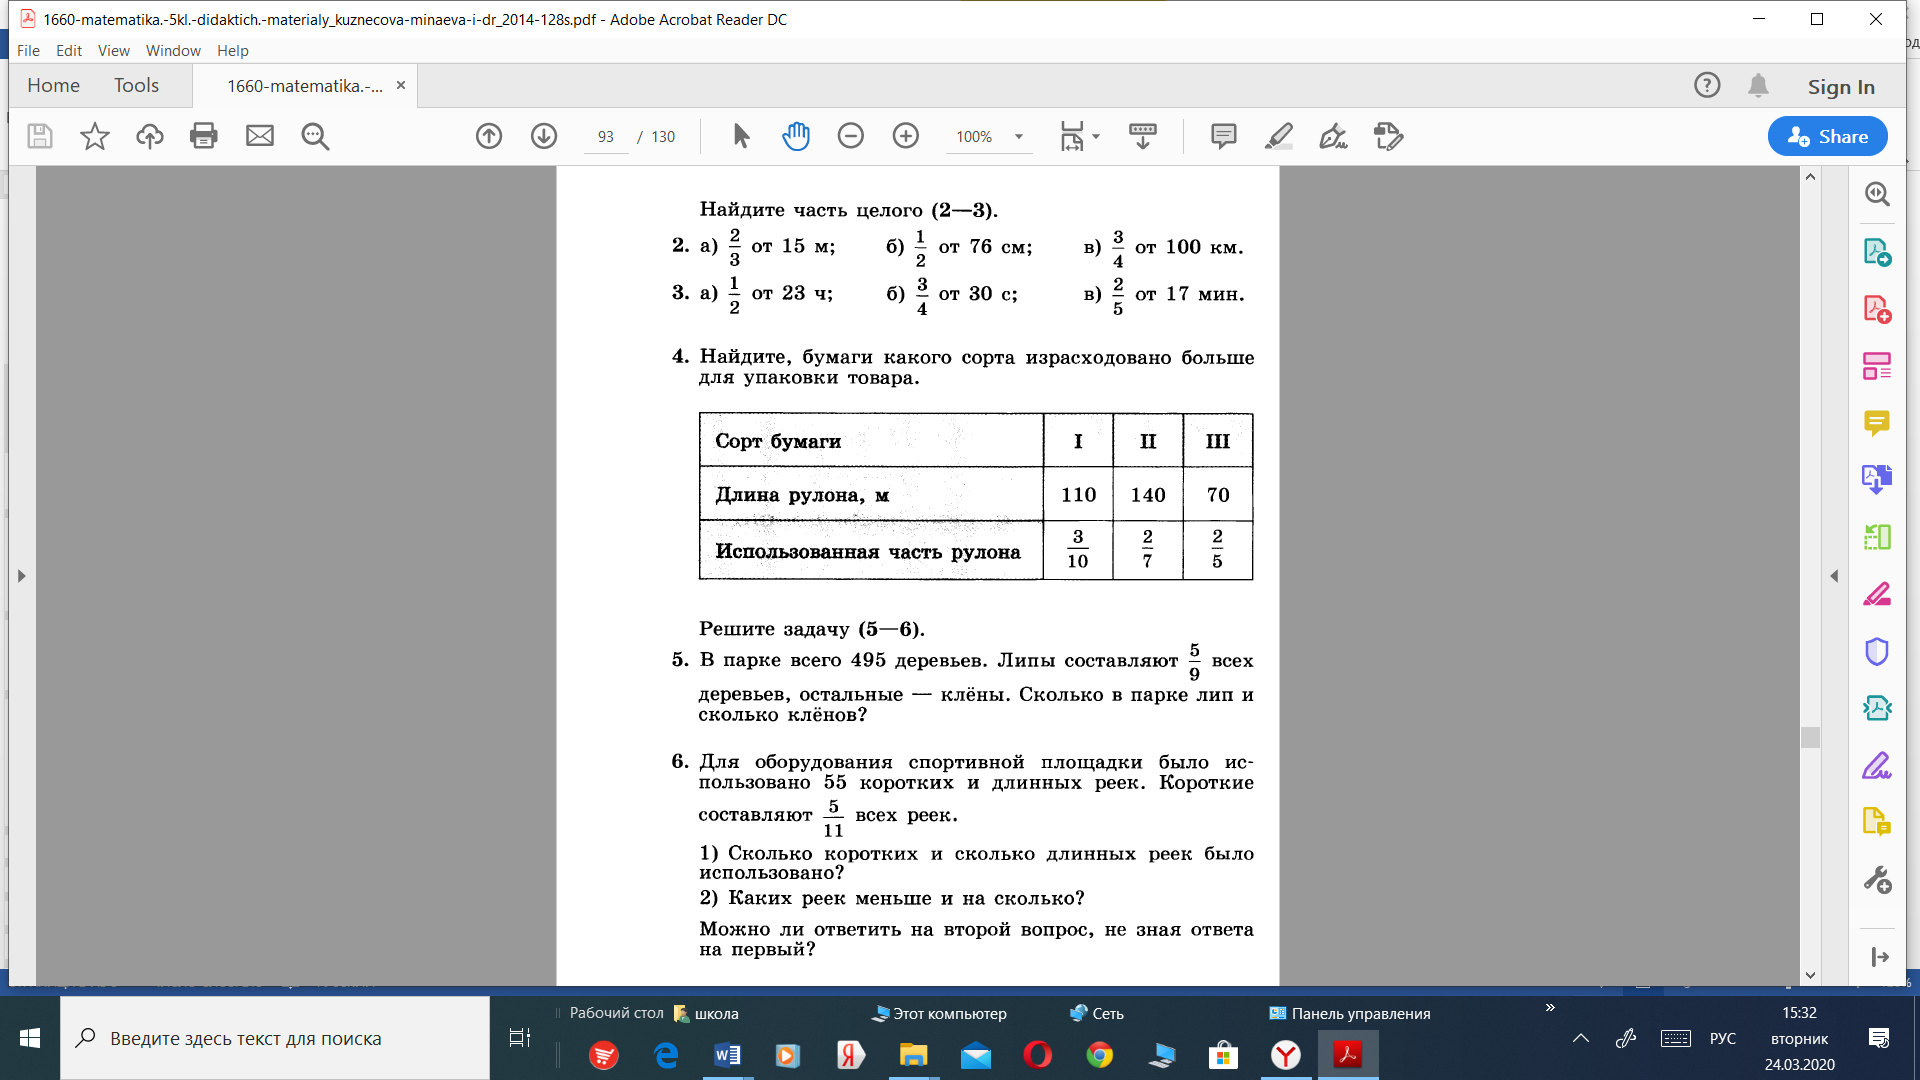 1660-matematika.-5kl.-didaktich.-materialy_kuznecova-minaeva-i-dr_2014-128s.pdf - Adobe Acrobat Reader DC
File Edit View Window Help
Home Tools 1660-matematika.-... × Sign In
93 / 130 100% Share
Найдите часть целого (2—3).
2. а) 2/3 от 15 м; б) 1/2 от 76 см; в) 3/4 от 100 км.
3. а) 1/2 от 23 ч; б) 3/4 от 30 с; в) 2/5 от 17 мин.
4. Найдите, бумаги какого сорта израсходовано больше
для упаковки товара.
Сорт бумаги I II III
Длина рулона, м 110 140 70
Использованная часть рулона 3/10 2/7 2/5
Решите задачу (5—6).
5. В парке всего 495 деревьев. Липы составляют 5/9 всех
деревьев, остальные — клёны. Сколько в парке лип и
сколько клёнов?
6. Для оборудования спортивной площадки было ис-
пользовано 55 коротких и длинных реек. Короткие
составляют 5/11 всех реек.
1) Сколько коротких и сколько длинных реек было
использовано?
2) Каких реек меньше и на сколько?
Можно ли ответить на второй вопрос, не зная ответа
на первый?
Рабочий стол школа Этот компьютер Сеть Панель управления »
Введите здесь текст для поиска
РУС
15:32
вторник
24.03.2020